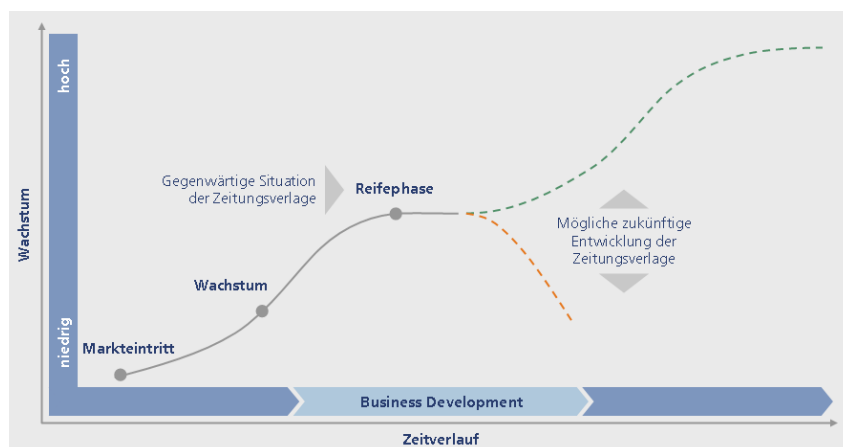 hoch
Gegenwärtige Situation
der Zeitungsverlage
Reifephase
Mögliche zukünftige
Entwicklung der
Zeitungsverlage
Wachstum
Wachstum
niedrig
Markteintritt
Business Development
Zeitverlauf